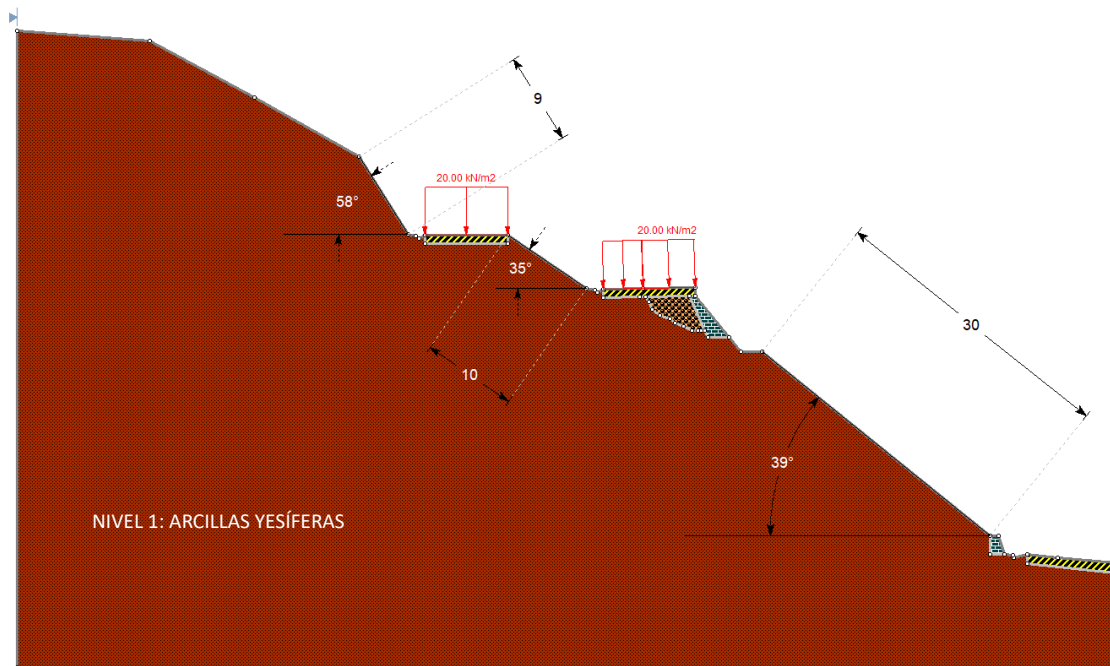 9
20.00 kN/m2
58°
20.00 kN/m2
35°
30
10
39°
NIVEL 1: ARCILLAS YESÍFERAS